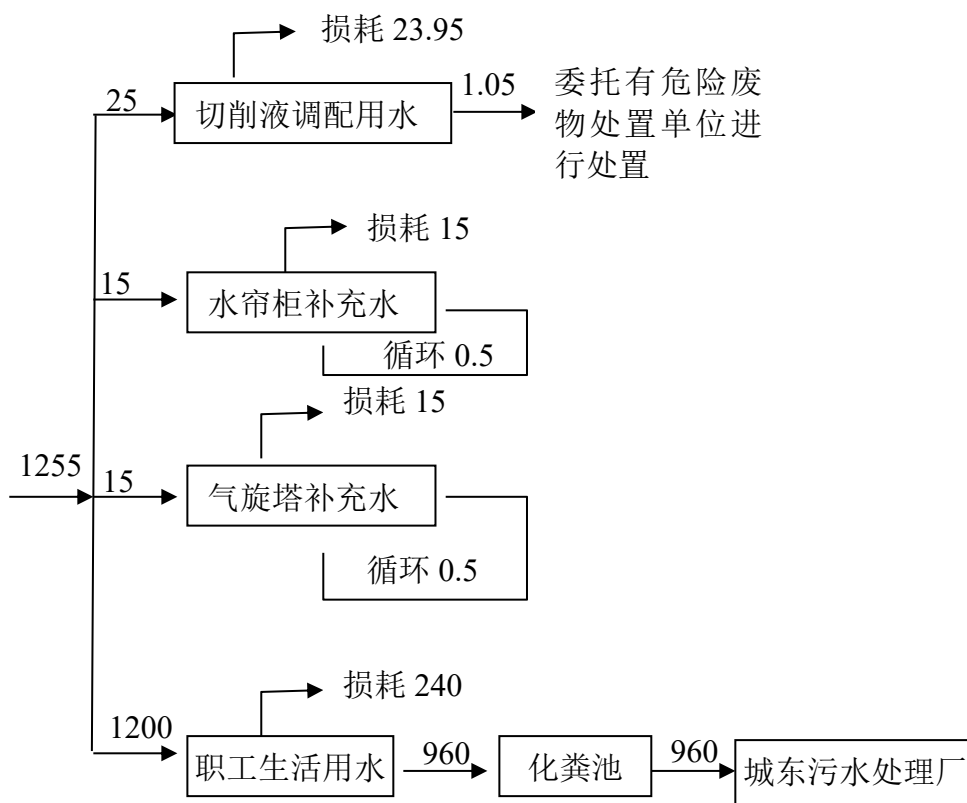 损耗 23.95
25
切削液调配用水
1.05
委托有危险废
物处置单位进
行处置
损耗 15
15
水帘柜补充水
循环 0.5
损耗 15
1255
15
气旋塔补充水
循环 0.5
损耗 240
1200
职工生活用水
960
化粪池
960
城东污水处理厂